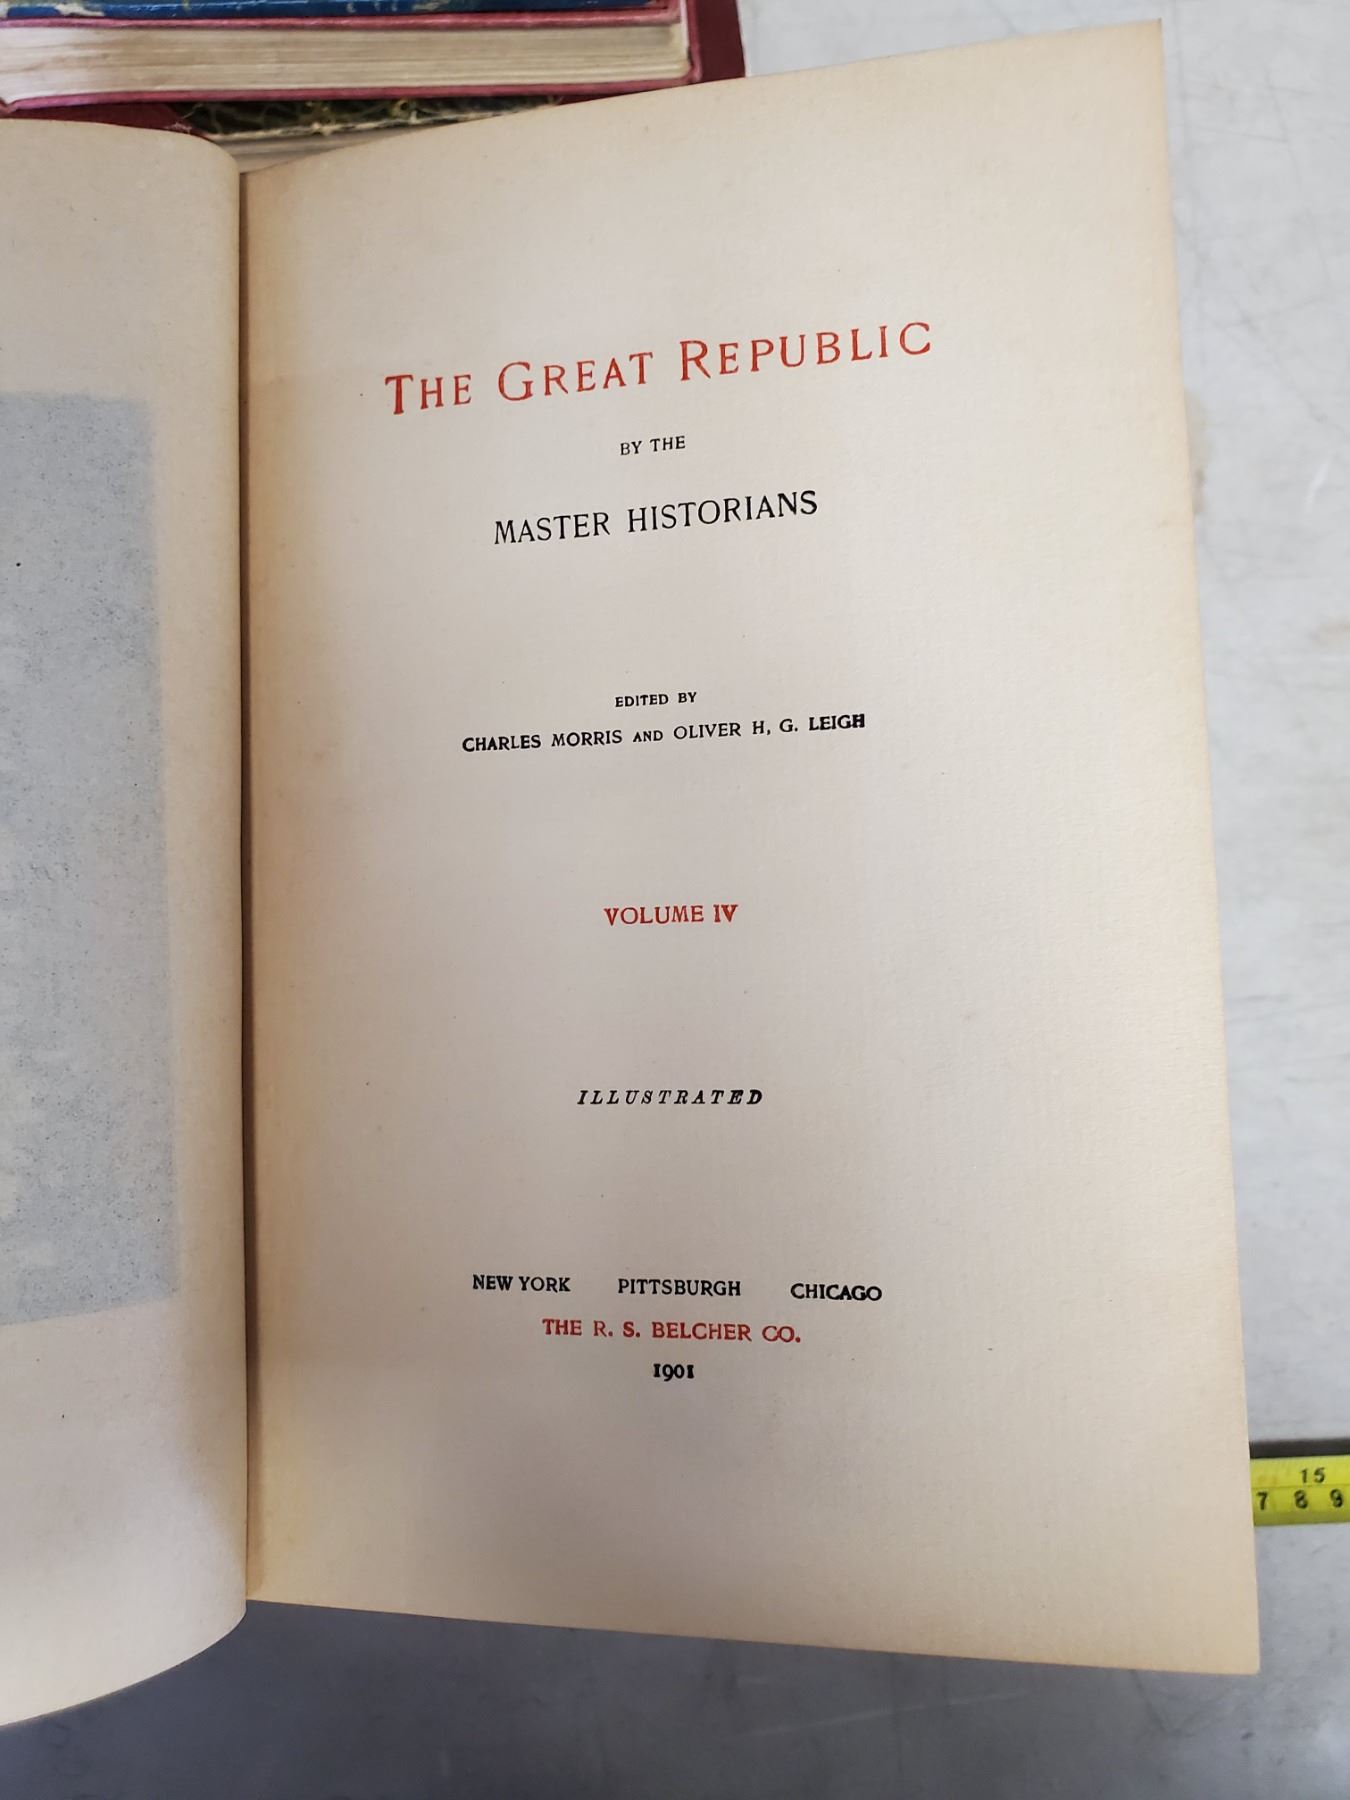 THE GREAT REPUBLIC
BY THE
MASTER HISTORIANS
EDITED BY
CHARLES MORRIS AND OLIVER H, G. LEIGH
VOLUME IV
ILLUSTRATED
NEW YORK PITTSBURGH CHICAGO
THE R. S. BELCHER CO.
1901
15
7 8 9